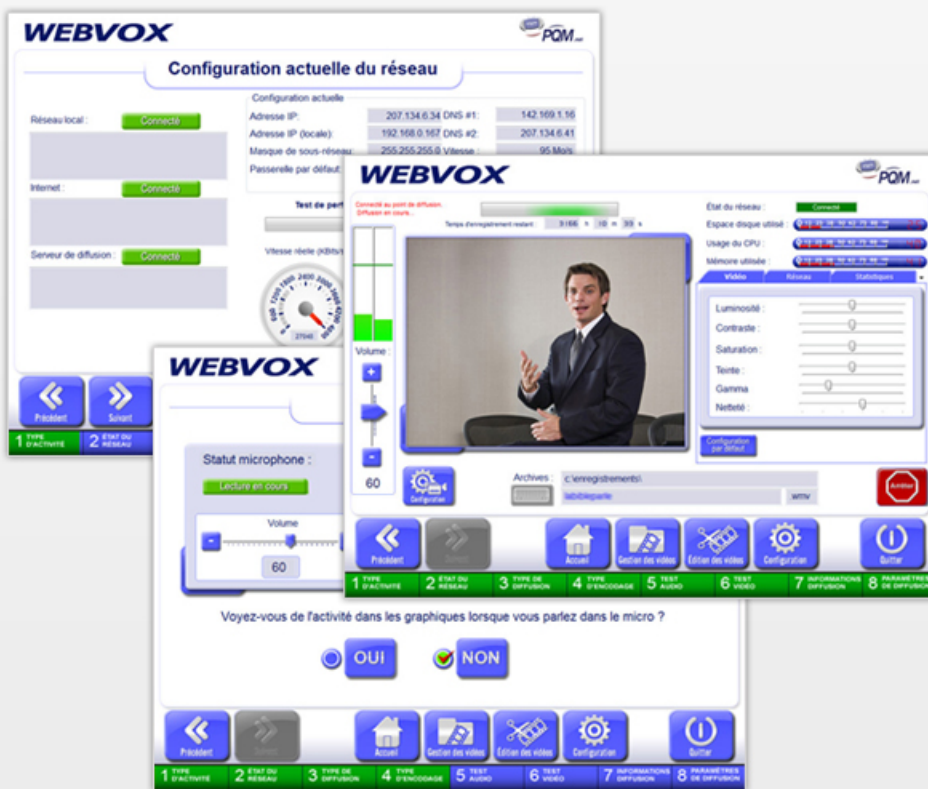 WEBVOX
PQM.net
Configuration actuelle du réseau
Réseau local :
Connecté
Internet :
Connecté
Serveur de diffusion :
Connecté
Configuration actuelle
Adresse IP: 207.134.6.34 DNS #1: 142.169.1.16
Adresse IP (locale): 192.168.0.167 DNS #2: 207.134.6.41
Masque de sous-réseau: 255.255.255.0 Vitesse : 95 Mo/s
Passerelle par défaut
Test de perf
Vitesse réelle (KBits/s
Précédent
Suivant
1 TYPE D'ACTIVITÉ
2 ÉTAT DU RÉSEAU
WEBVOX
PQM.net
Connecté au point de diffusion.
Diffusion en cours...
Temps d'enregistrement restant :
État du réseau : Connecté
Espace disque utilisé :
Usage du CPU :
Mémoire utilisée :
Vidéo
Réseau
Statistiques
Luminosité :
Contraste :
Saturation :
Teinte :
Gamma
Netteté :
Configuration par défaut
Volume :
+
-
60
Configuration
Archives : c:\enregistrements\
labibleparle wmv
Arrêter
Précédent
Accueil
Gestion des vidéos
Édition des vidéos
Configuration
Quitter
1 TYPE D'ACTIVITÉ
2 ÉTAT DU RÉSEAU
3 TYPE DE DIFFUSION
4 TYPE D'ENCODAGE
5 TEST AUDIO
6 TEST VIDÉO
7 INFORMATIONS DIFFUSION
8 PARAMÈTRES DE DIFFUSION
WEBVOX
Statut microphone :
Lecture en cours
Volume
-
60
Voyez-vous de l'activité dans les graphiques lorsque vous parlez dans le micro ?
OUI
NON
Précédent
Accueil
Gestion des vidéos
Édition des vidéos
Configuration
Quitter
1 TYPE D'ACTIVITÉ
2 ÉTAT DU RÉSEAU
3 TYPE DE DIFFUSION
4 TYPE D'ENCODAGE
5 TEST AUDIO
6 TEST VIDÉO
7 INFORMATIONS DIFFUSION
8 PARAMÈTRES DE DIFFUSION